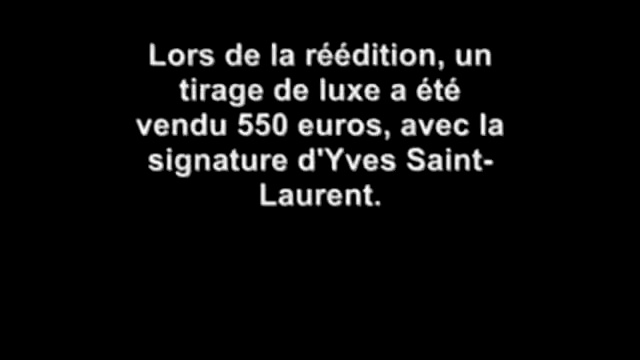 Lors de la réédition, un
tirage de luxe a été
vendu 550 euros, avec la
signature d'Yves Saint-
Laurent.